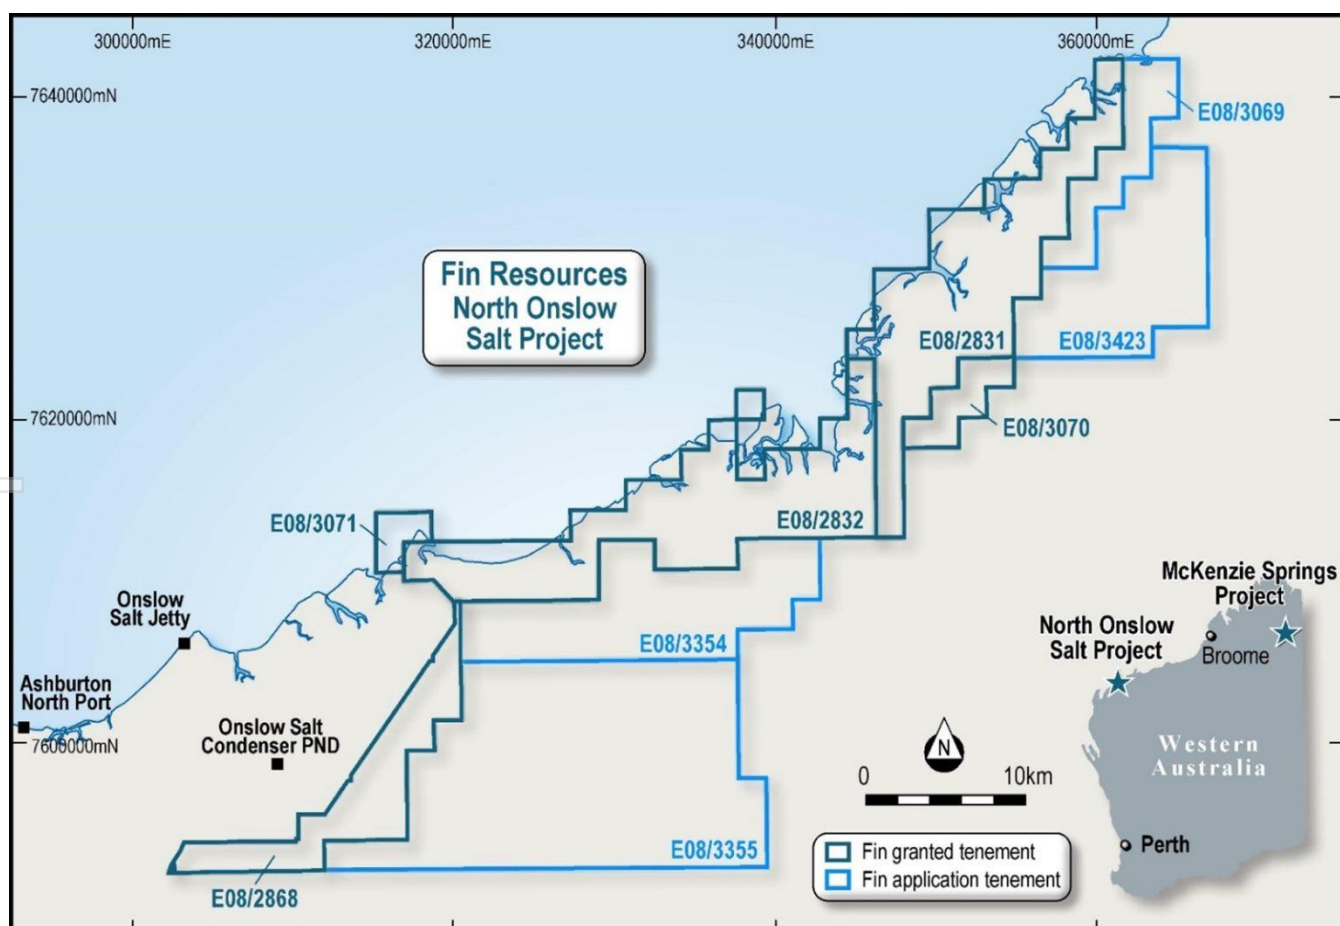 300000mE
320000mE
340000mE
360000mE
7640000mN
E08/3069
Fin Resources
North Onslow
Salt Project
E08/2831
E08/3423
7620000mN
E08/3070
E08/3071
E08/2832
McKenzie Springs
Project
Onslow
Salt Jetty
North Onslow
Salt Project
Broome
E08/3354
Ashburton
North Port
Onslow Salt
Condenser PND
7600000mN
N
Western
Australia
0
10km
E08/3355
Fin granted tenement
Fin application tenement
Perth
E08/2868